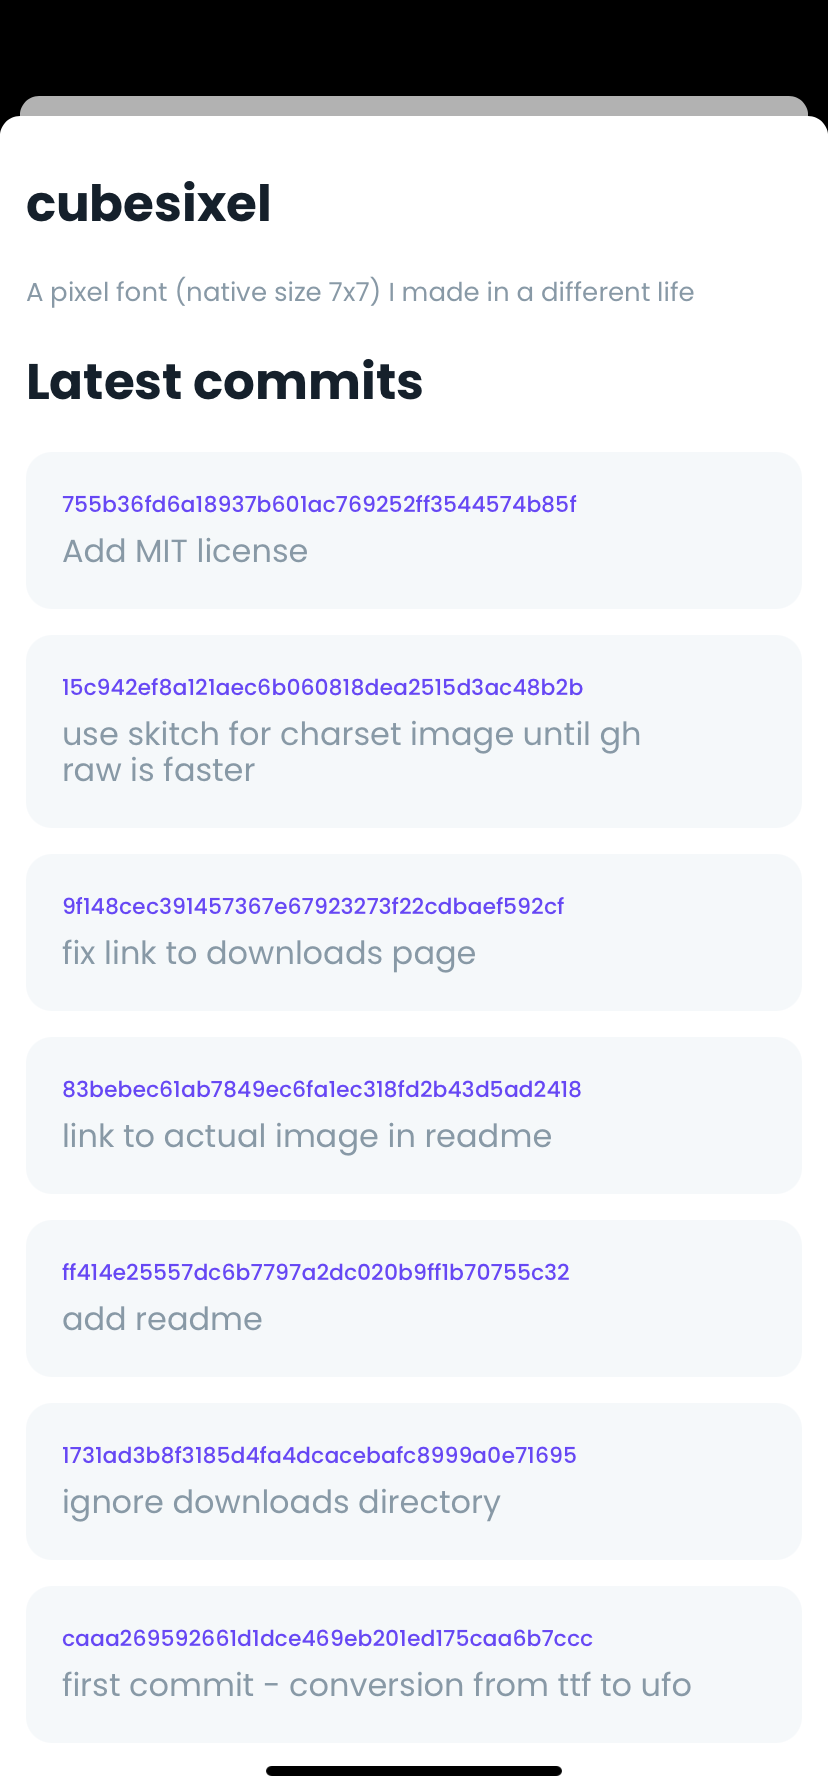 cubesixel
A pixel font (native size 7x7) I made in a different life
Latest commits
755b36fd6a18937b601ac769252ff3544574b85f
Add MIT license
15c942ef8a121aec6b060818dea2515d3ac48b2b
use skitch for charset image until gh
raw is faster
9f148cec391457367e67923273f22cdbaef592cf
fix link to downloads page
83bebec61ab7849ec6fa1ec318fd2b43d5ad2418
link to actual image in readme
ff414e25557dc6b7797a2dc020b9ff1b70755c32
add readme
1731ad3b8f3185d4fa4dcacebafc8999a0e71695
ignore downloads directory
caaa269592661d1dce469eb201ed175caa6b7ccc
first commit - conversion from ttf to ufo